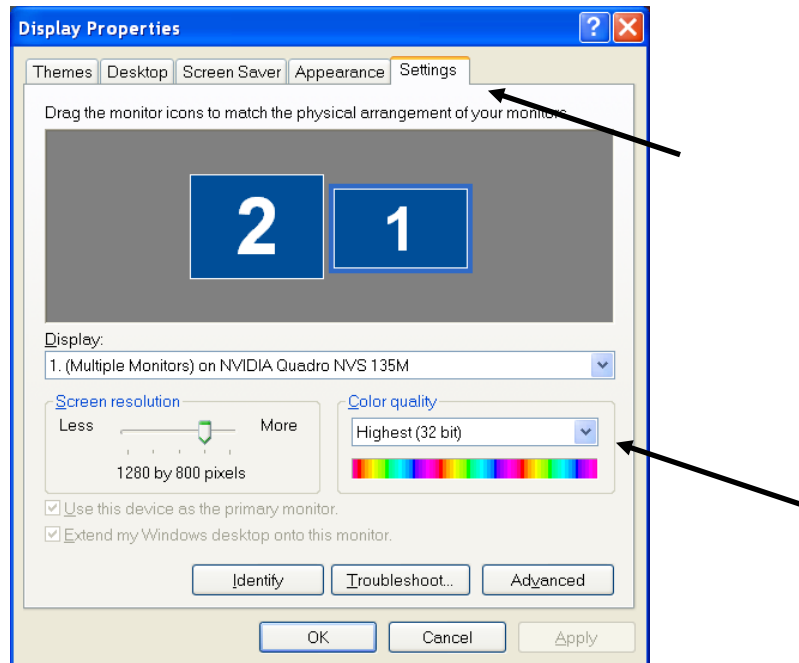 Display Properties
Themes Desktop Screen Saver Appearance Settings
Drag the monitor icons to match the physical arrangement of your monitors.
2 1
Display:
1. (Multiple Monitors) on NVIDIA Quadro NVS 135M
Screen resolution Color quality
Less More Highest (32 bit)
1280 by 800 pixels
Use this device as the primary monitor.
Extend my Windows desktop onto this monitor.
Identify Troubleshoot... Advanced
OK Cancel Apply